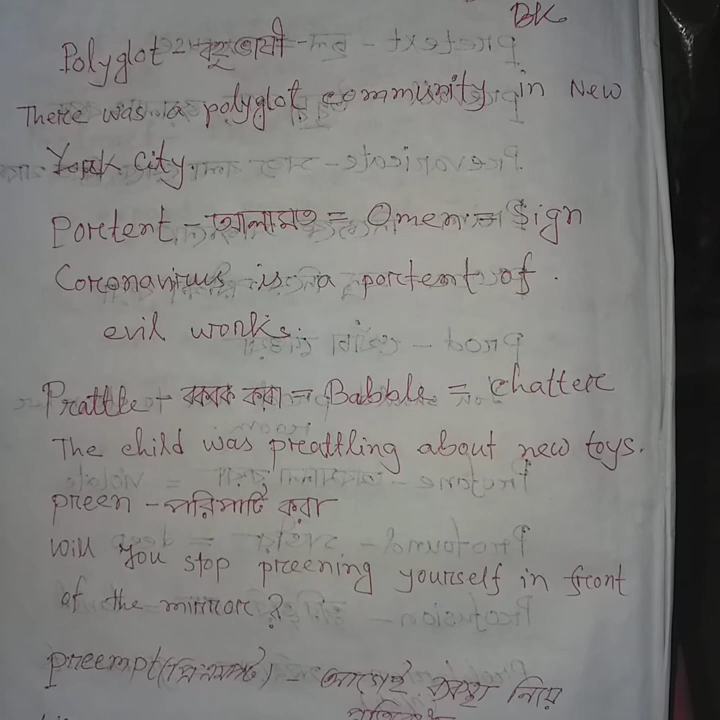 BK
Polyglot - বহুভাষী
There was a polyglot community in New
York City.
Portent - আলামত = Omen = Sign
Coronavirus is a portent of
evil works.
Prattle - বকবক করা = Babble = Chatter
The child was prattling about new toys.
preen - পরিপাটি করা
Will you stop preening yourself in front
of the mirror?
preempt - আগেই ব্যবস্থা নিয়ে